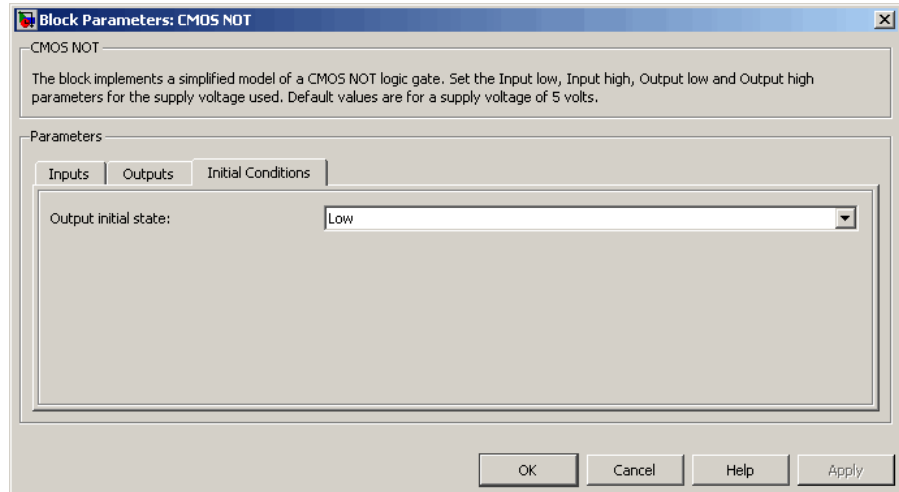 Block Parameters: CMOS NOT
CMOS NOT
The block implements a simplified model of a CMOS NOT logic gate. Set the Input low, Input high, Output low and Output high
parameters for the supply voltage used. Default values are for a supply voltage of 5 volts.
Parameters
Inputs Outputs Initial Conditions
Output initial state: Low
OK Cancel Help Apply